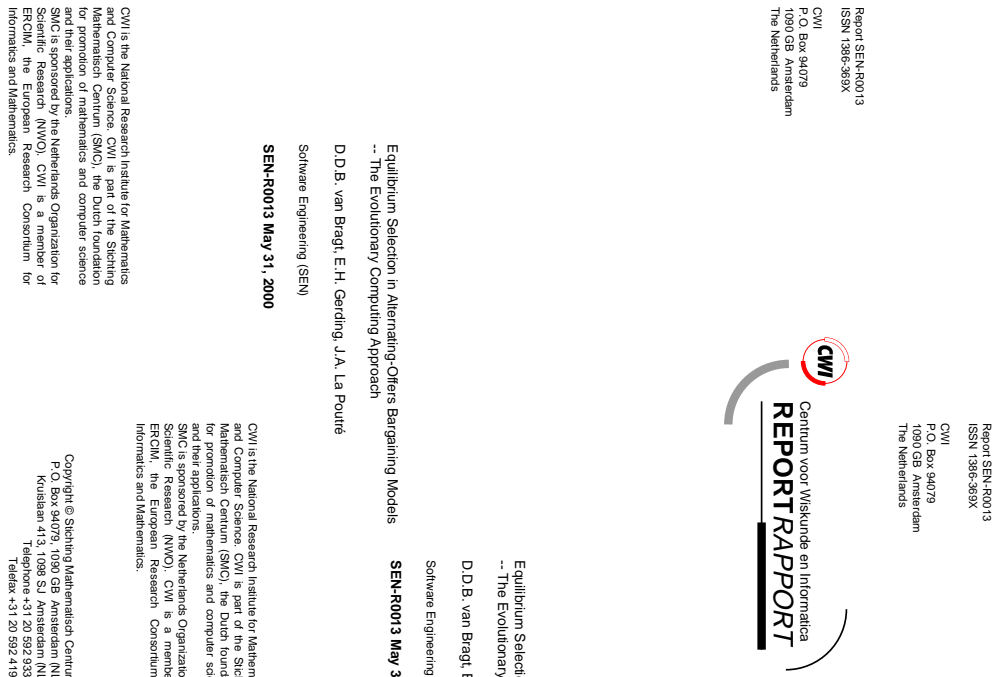 Report SEN-R0013
ISSN 1386-369X
CWI
P.O. Box 94079
1090 GB Amsterdam
The Netherlands
CWI
Centrum voor Wiskunde en Informatica
REPORTRAPPORT
Equilibrium Selection in Alternating-Offers Bargaining Models
-- The Evolutionary Computing Approach
D.D.B. van Bragt, E.H. Gerding, J.A. La Poutré
Software Engineering (SEN)
SEN-R0013 May 31, 2000
CWI is the National Research Institute for Mathematics
and Computer Science. CWI is part of the Stichting
Mathematisch Centrum (SMC), the Dutch foundation
for promotion of mathematics and computer science
and their applications.
SMC is sponsored by the Netherlands Organization for
Scientific Research (NWO). CWI is a member of
ERCIM, the European Research Consortium for
Informatics and Mathematics.
Report SEN-R0013
ISSN 1386-369X
CWI
P.O. Box 94079
1090 GB Amsterdam
The Netherlands
Equilibrium Selecti
-- The Evolutionary
D.D.B. van Bragt,
Software Engineering
SEN-R0013 May 3
CWI is the National Research Institute for Mathem
and Computer Science. CWI is part of the Stic
Mathematisch Centrum (SMC), the Dutch found
for promotion of mathematics and computer sci
and their applications.
SMC is sponsored by the Netherlands Organizatio
Scientific Research (NWO). CWI is a membe
ERCIM, the European Research Consortium
Informatics and Mathematics.
Copyright © Stichting Mathematisch Centrur
P.O. Box 94079, 1090 GB Amsterdam (NL
Kruislaan 413, 1098 SJ Amsterdam (NL
Telephone +31 20 592 933
Telefax +31 20 592 419